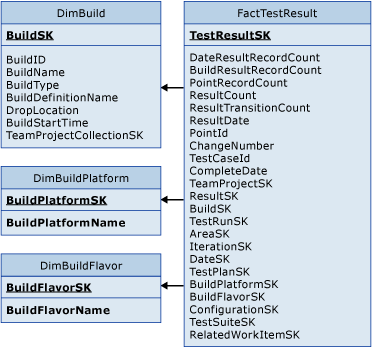 DimBuild
BuildSK
BuildID
BuildName
BuildType
BuildDefinitionName
DropLocation
BuildStartTime
TeamProjectCollectionSK
DimBuildPlatform
BuildPlatformSK
BuildPlatformName
DimBuildFlavor
BuildFlavorSK
BuildFlavorName
FactTestResult
TestResultSK
DateResultRecordCount
BuildResultRecordCount
PointRecordCount
ResultCount
ResultTransitionCount
ResultDate
PointId
ChangeNumber
TestCaseId
CompleteDate
TeamProjectSK
ResultSK
BuildSK
TestRunSK
AreaSK
IterationSK
DateSK
TestPlanSK
BuildPlatformSK
BuildFlavorSK
ConfigurationSK
TestSuiteSK
RelatedWorkItemSK